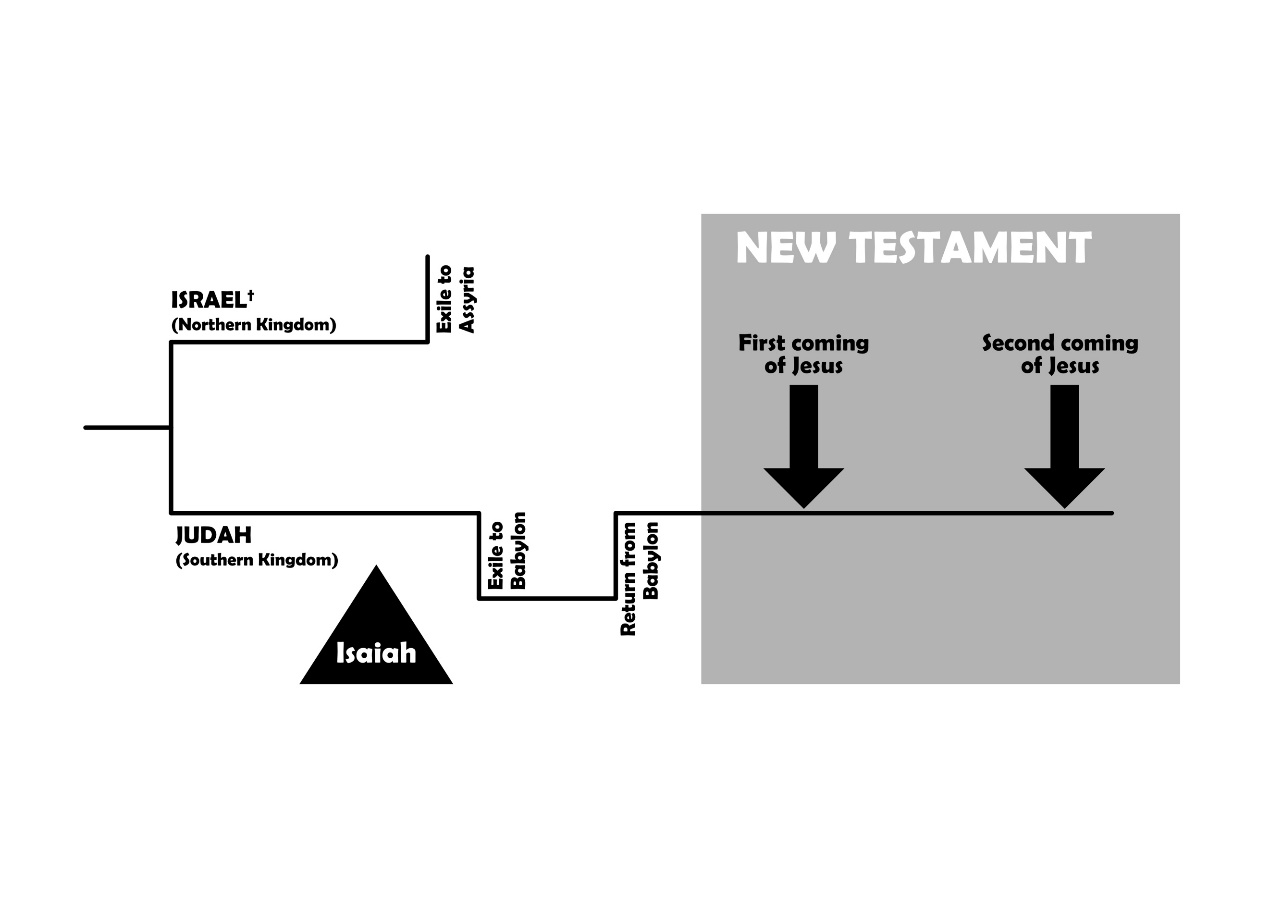 NEW TESTAMENT
ISRAEL†
(Northern Kingdom)
Exile to
Assyria
First coming
of Jesus
Second coming
of Jesus
JUDAH
(Southern Kingdom)
Exile to
Babylon
Return from
Babylon
Isaiah